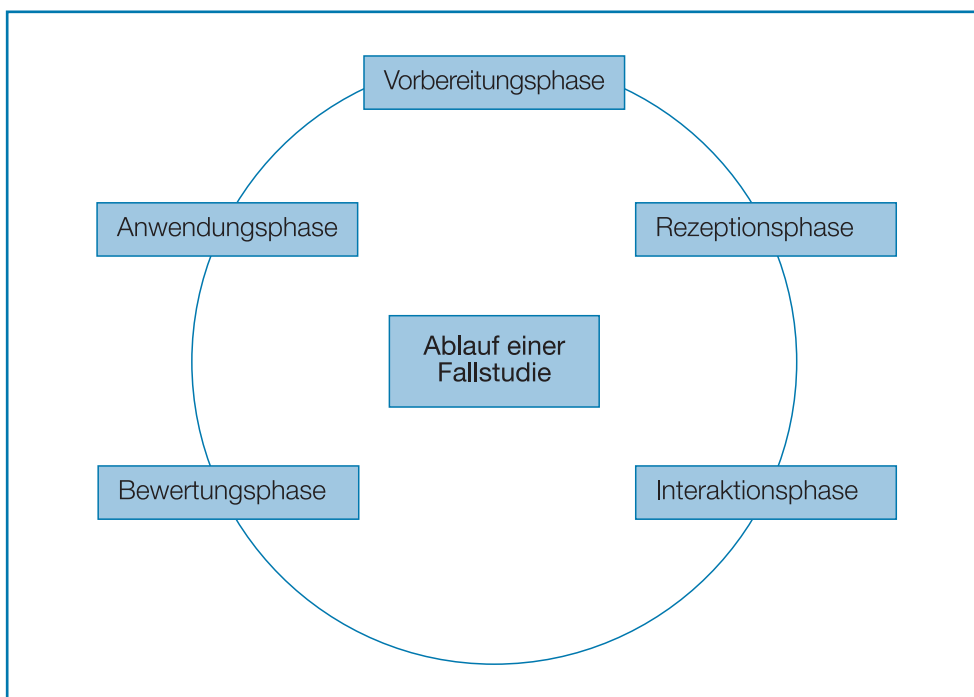 Vorbereitungsphase
Anwendungsphase
Rezeptionsphase
Ablauf einer
Fallstudie
Bewertungsphase
Interaktionsphase